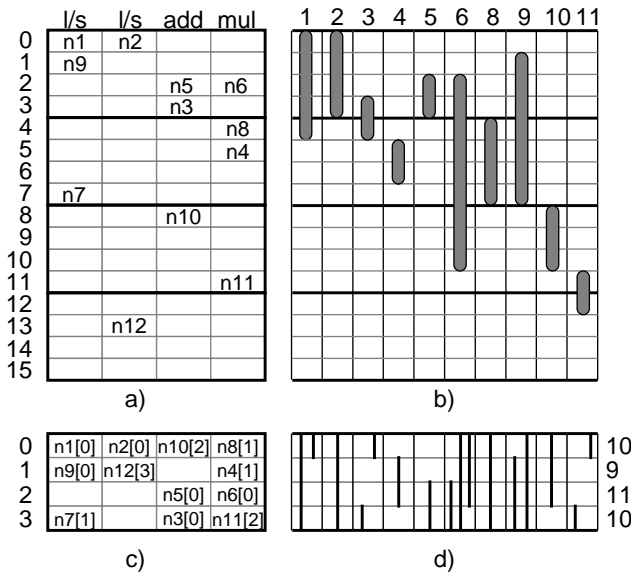 l/s l/s add mul 1 2 3 4 5 6 7 8 9 10 11
0 n1 n2
1 n9
2 n5 n6
3 n3
4 n8
5 n4
6
7 n7
8 n10
9
10
11 n11
12
13 n12
14
15
a) b)
0 n1[0] n2[0] n10[2] n8[1] 10
1 n9[0] n12[3] n4[1] 9
2 n5[0] n6[0] 11
3 n7[1] n3[0] n11[2] 10
c) d)